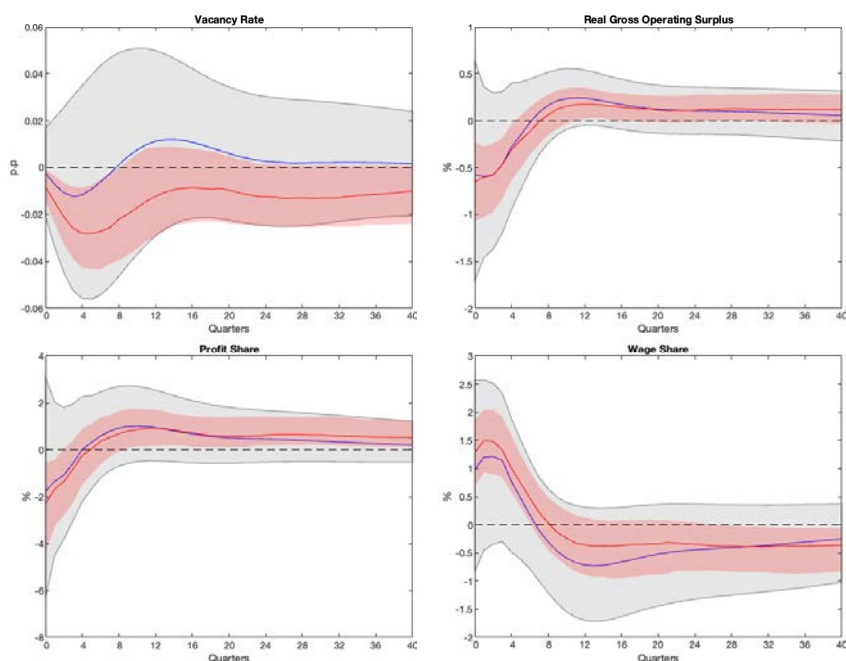 Vacancy Rate
0.06
0.04
0.02
0
-0.02
-0.04
-0.06
p.p
0 4 8 12 16 20 24 28 32 36 40
Quarters
Real Gross Operating Surplus
1
0.5
0
-0.5
-1
-1.5
-2
%
0 4 8 12 16 20 24 28 32 36 40
Quarters
Profit Share
4
2
0
-2
-4
-6
-8
%
0 4 8 12 16 20 24 28 32 36 40
Quarters
Wage Share
3
2.5
2
1.5
1
0.5
0
-0.5
-1
-1.5
-2
%
0 4 8 12 16 20 24 28 32 36 40
Quarters